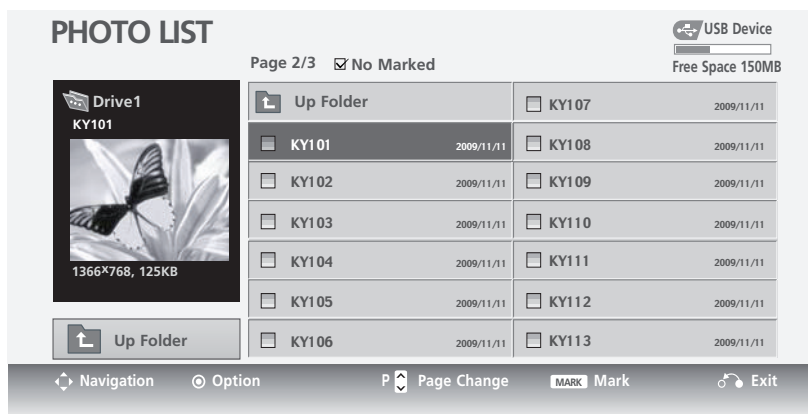 PHOTO LIST
USB Device
Page 2/3 No Marked
Free Space 150MB
Drive1
KY101
1366x768, 125KB
Up Folder
Up Folder
KY101 2009/11/11
KY102 2009/11/11
KY103 2009/11/11
KY104 2009/11/11
KY105 2009/11/11
KY106 2009/11/11
KY107 2009/11/11
KY108 2009/11/11
KY109 2009/11/11
KY110 2009/11/11
KY111 2009/11/11
KY112 2009/11/11
KY113 2009/11/11
Navigation Option P Page Change MARK Mark Exit